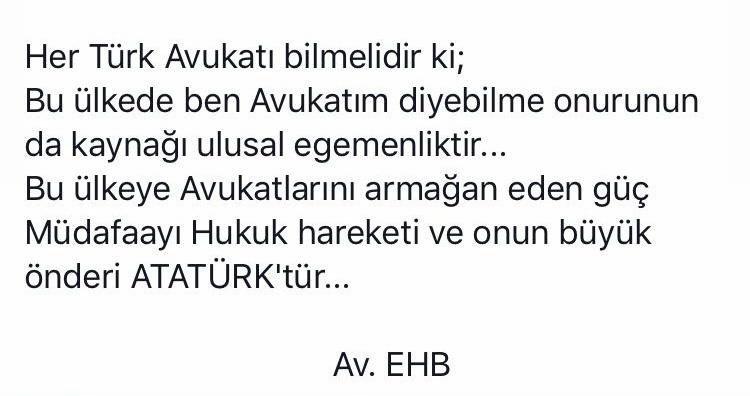 Her Türk Avukatı bilmelidir ki;
Bu ülkede ben Avukatım diyebilme onurunun
da kaynağı ulusal egemenliktir...
Bu ülkeye Avukatlarını armağan eden güç
Müdafaayı Hukuk hareketi ve onun büyük
önderi ATATÜRK'tür...
Av. EHB